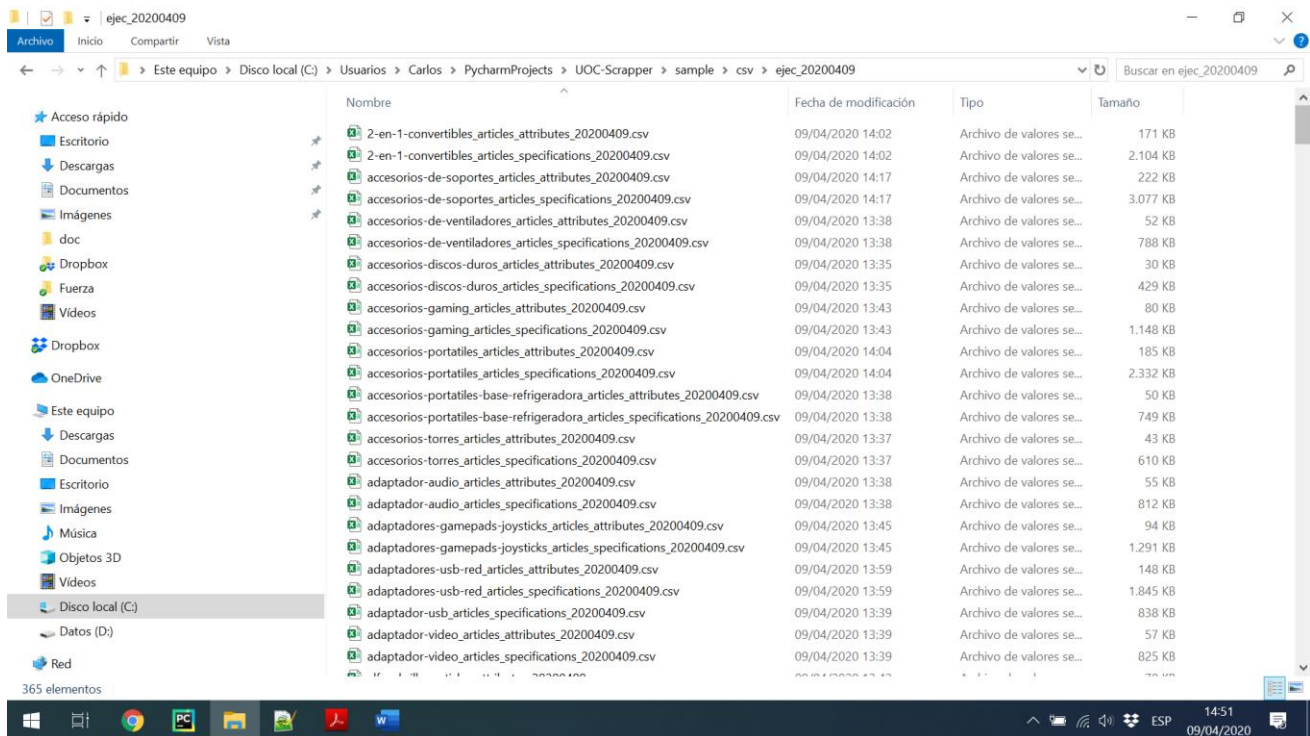 ejec_20200409
Archivo Inicio Compartir Vista
Este equipo > Disco local (C:) > Usuarios > Carlos > PycharmProjects > UOC-Scrapper > sample > csv > ejec_20200409
Buscar en ejec_20200409
Acceso rápido
Escritorio
Descargas
Documentos
Imágenes
doc
Dropbox
Fuerza
Vídeos
Dropbox
OneDrive
Este equipo
Descargas
Documentos
Escritorio
Imágenes
Música
Objetos 3D
Vídeos
Disco local (C:)
Datos (D:)
Red
Nombre Fecha de modificación Tipo Tamaño
2-en-1-convertibles_articles_attributes_20200409.csv 09/04/2020 14:02 Archivo de valores se... 171 KB
2-en-1-convertibles_articles_specifications_20200409.csv 09/04/2020 14:02 Archivo de valores se... 2.104 KB
accesorios-de-soportes_articles_attributes_20200409.csv 09/04/2020 14:17 Archivo de valores se... 222 KB
accesorios-de-soportes_articles_specifications_20200409.csv 09/04/2020 14:17 Archivo de valores se... 3.077 KB
accesorios-de-ventiladores_articles_attributes_20200409.csv 09/04/2020 13:38 Archivo de valores se... 52 KB
accesorios-de-ventiladores_articles_specifications_20200409.csv 09/04/2020 13:38 Archivo de valores se... 788 KB
accesorios-discos-duros_articles_attributes_20200409.csv 09/04/2020 13:35 Archivo de valores se... 30 KB
accesorios-discos-duros_articles_specifications_20200409.csv 09/04/2020 13:35 Archivo de valores se... 429 KB
accesorios-gaming_articles_attributes_20200409.csv 09/04/2020 13:43 Archivo de valores se... 80 KB
accesorios-gaming_articles_specifications_20200409.csv 09/04/2020 13:43 Archivo de valores se... 1.148 KB
accesorios-portatiles_articles_attributes_20200409.csv 09/04/2020 14:04 Archivo de valores se... 185 KB
accesorios-portatiles_articles_specifications_20200409.csv 09/04/2020 14:04 Archivo de valores se... 2.332 KB
accesorios-portatiles-base-refrigeradora_articles_attributes_20200409.csv 09/04/2020 13:38 Archivo de valores se... 50 KB
accesorios-portatiles-base-refrigeradora_articles_specifications_20200409.csv 09/04/2020 13:38 Archivo de valores se... 749 KB
accesorios-torres_articles_attributes_20200409.csv 09/04/2020 13:37 Archivo de valores se... 43 KB
accesorios-torres_articles_specifications_20200409.csv 09/04/2020 13:37 Archivo de valores se... 610 KB
adaptador-audio_articles_attributes_20200409.csv 09/04/2020 13:38 Archivo de valores se... 55 KB
adaptador-audio_articles_specifications_20200409.csv 09/04/2020 13:38 Archivo de valores se... 812 KB
adaptadores-gamepads-joysticks_articles_attributes_20200409.csv 09/04/2020 13:45 Archivo de valores se... 94 KB
adaptadores-gamepads-joysticks_articles_specifications_20200409.csv 09/04/2020 13:45 Archivo de valores se... 1.291 KB
adaptadores-usb-red_articles_attributes_20200409.csv 09/04/2020 13:59 Archivo de valores se... 148 KB
adaptadores-usb-red_articles_specifications_20200409.csv 09/04/2020 13:59 Archivo de valores se... 1.845 KB
adaptador-usb_articles_specifications_20200409.csv 09/04/2020 13:39 Archivo de valores se... 838 KB
adaptador-video_articles_attributes_20200409.csv 09/04/2020 13:39 Archivo de valores se... 57 KB
adaptador-video_articles_specifications_20200409.csv 09/04/2020 13:39 Archivo de valores se... 825 KB
365 elementos
ESP
14:51
09/04/2020